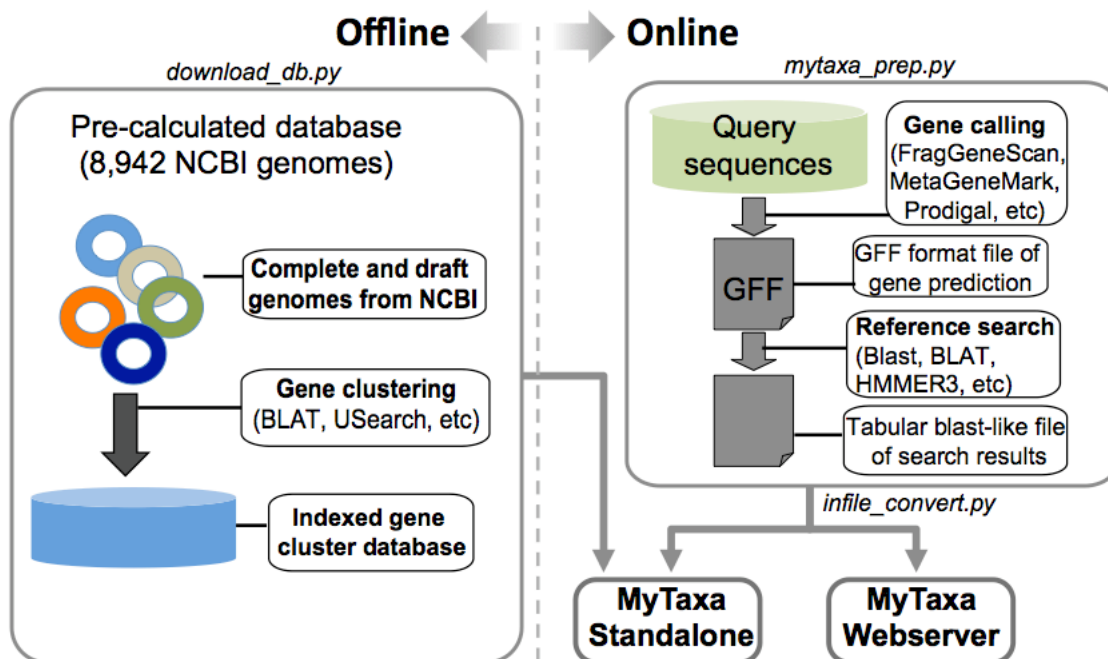 Offline
Online
download_db.py
Pre-calculated database
(8,942 NCBI genomes)
Complete and draft
genomes from NCBI
Gene clustering
(BLAT, USearch, etc)
Indexed gene
cluster database
mytaxa_prep.py
Query
sequences
Gene calling
(FragGeneScan,
MetaGeneMark,
Prodigal, etc)
GFF
GFF format file of
gene prediction
Reference search
(Blast, BLAT,
HMMER3, etc)
Tabular blast-like file
of search results
infile_convert.py
MyTaxa
Standalone
MyTaxa
Webserver